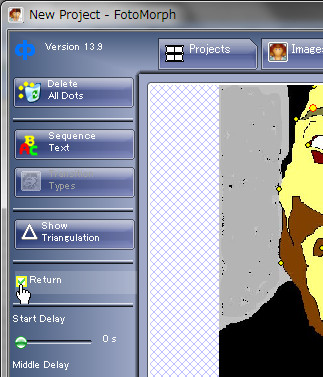 New Project - FotoMorph
Version 13.9
Projects
Images
Delete
All Dots
Sequence
Text
Transition
Types
Show
Triangulation
Return
Start Delay
0 s
Middle Delay